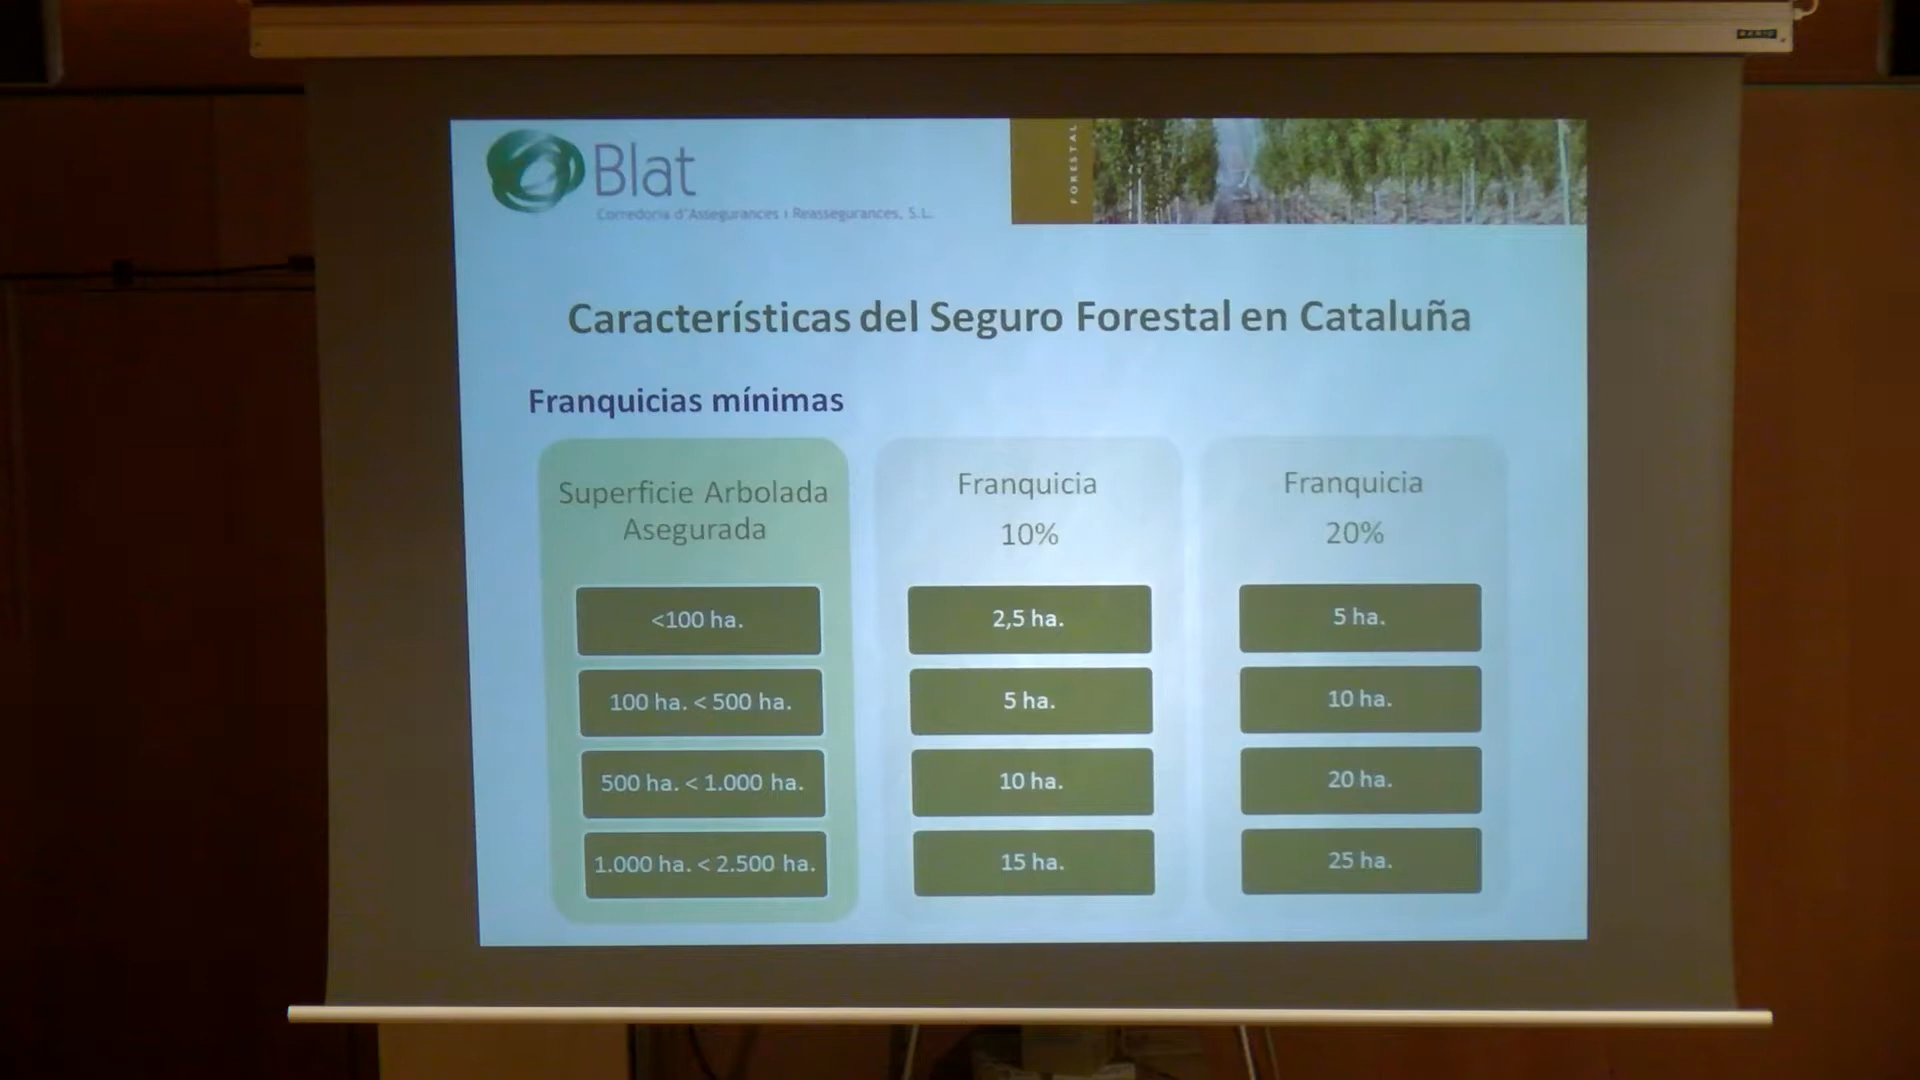 Blat
Corredoria d'Assegurances i Reassegurances, S.L.
FORESTAL
Características del Seguro Forestal en Cataluña
Franquicias mínimas
Superficie Arbolada
Asegurada
Franquicia
10%
Franquicia
20%
<100 ha.
2,5 ha.
5 ha.
100 ha. < 500 ha.
5 ha.
10 ha.
500 ha. < 1.000 ha.
10 ha.
20 ha.
1.000 ha. < 2.500 ha.
15 ha.
25 ha.